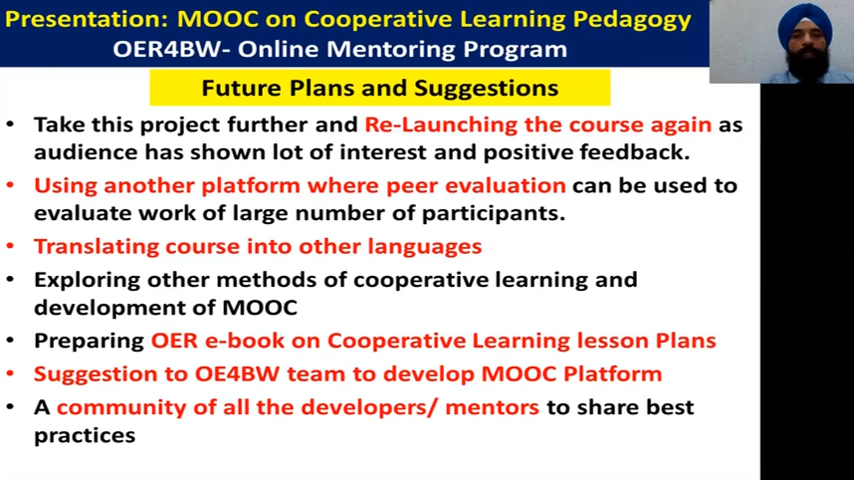 Presentation: MOOC on Cooperative Learning Pedagogy
OER4BW- Online Mentoring Program
Future Plans and Suggestions
• Take this project further and Re-Launching the course again as
audience has shown lot of interest and positive feedback.
• Using another platform where peer evaluation can be used to
evaluate work of large number of participants.
• Translating course into other languages
• Exploring other methods of cooperative learning and
development of MOOC
• Preparing OER e-book on Cooperative Learning lesson Plans
• Suggestion to OE4BW team to develop MOOC Platform
• A community of all the developers/ mentors to share best
practices